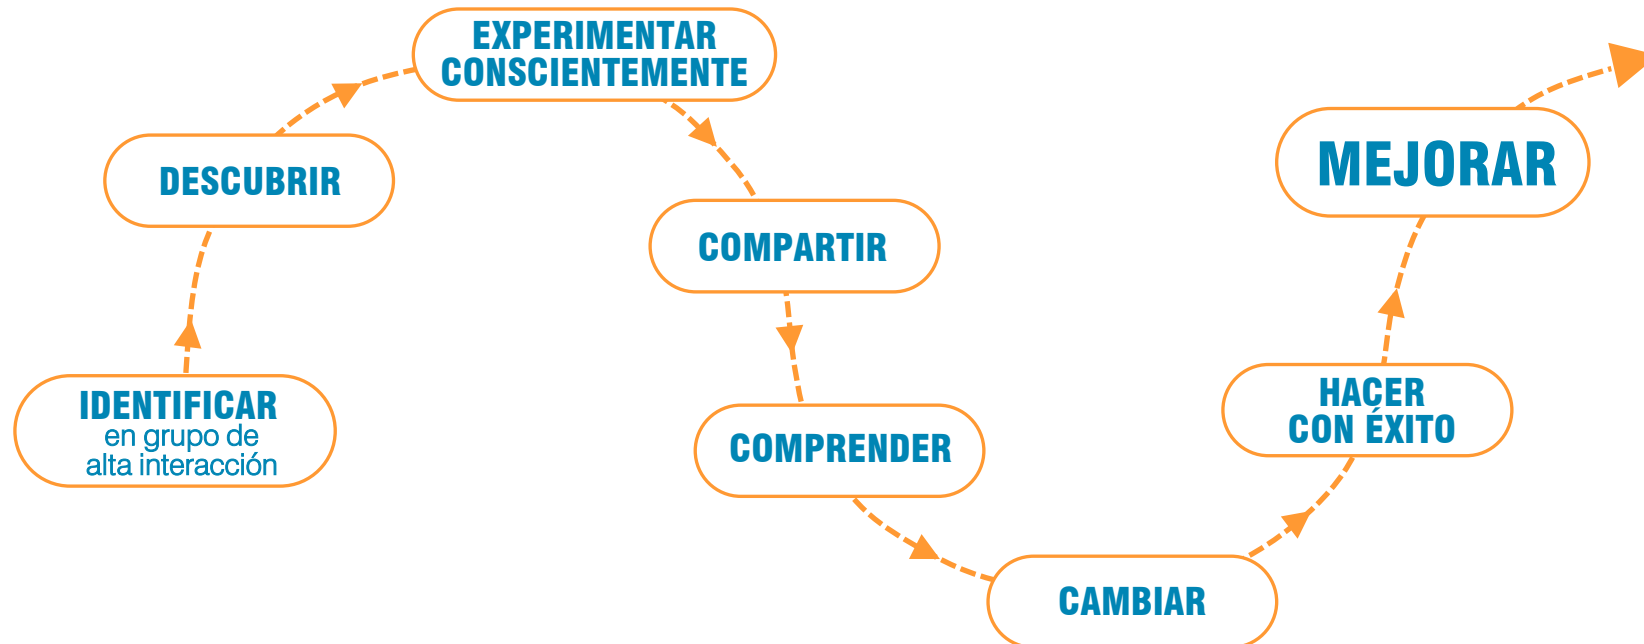 IDENTIFICAR
en grupo de
alta interacción
DESCUBRIR
EXPERIMENTAR
CONSCIENTEMENTE
COMPARTIR
COMPRENDER
CAMBIAR
HACER
CON ÉXITO
MEJORAR